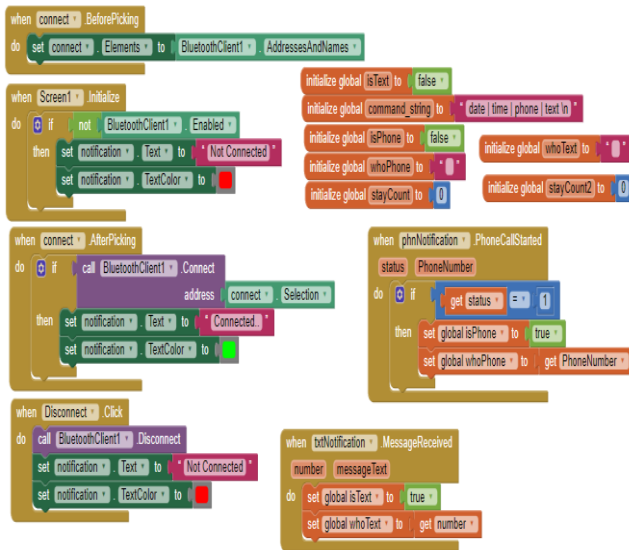 when connect .BeforePicking
do set connect . Elements to BluetoothClient1 . AddressesAndNames
when Screen1 .Initialize
do if not BluetoothClient1 . Enabled
then set notification . Text to " Not Connected "
set notification . TextColor to
initialize global isText to false
initialize global command_string to " date | time | phone | text \n "
initialize global isPhone to false
initialize global whoPhone to " "
initialize global stayCount to 0
initialize global whoText to " "
initialize global stayCount2 to 0
when connect .AfterPicking
do if call BluetoothClient1 .Connect
address connect . Selection
then set notification . Text to " Connected.. "
set notification . TextColor to
when phnNotification .PhoneCallStarted
status PhoneNumber
do if get status = 1
then set global isPhone to true
set global whoPhone to get PhoneNumber
when Disconnect .Click
do call BluetoothClient1 .Disconnect
set notification . Text to " Not Connected "
set notification . TextColor to
when txtNotification .MessageReceived
number messageText
do set global isText to true
set global whoText to get number